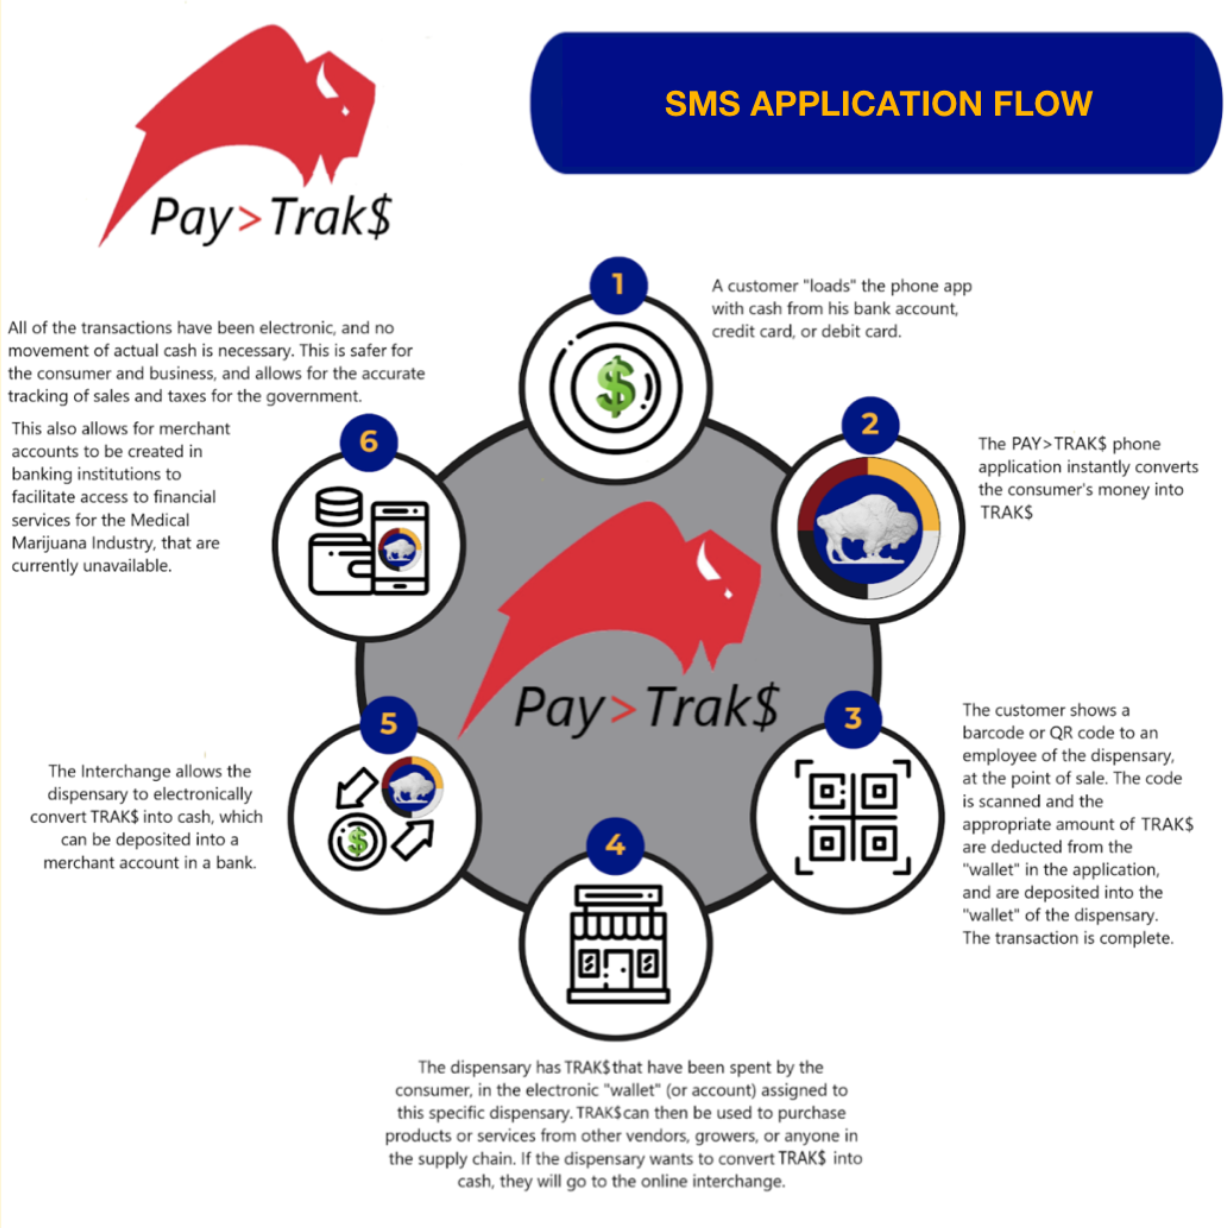 Pay>Trak$
SMS APPLICATION FLOW
1
A customer "loads" the phone app
with cash from his bank account,
credit card, or debit card.
2
The PAY>TRAK$ phone
application instantly converts
the consumer's money into
TRAK$
3
The customer shows a
barcode or QR code to an
employee of the dispensary,
at the point of sale. The code
is scanned and the
appropriate amount of TRAK$
are deducted from the
"wallet" in the application,
and are deposited into the
"wallet" of the dispensary.
The transaction is complete.
4
The dispensary has TRAK$ that have been spent by the
consumer, in the electronic "wallet" (or account) assigned to
this specific dispensary. TRAK$ can then be used to purchase
products or services from other vendors, growers, or anyone in
the supply chain. If the dispensary wants to convert TRAK$ into
cash, they will go to the online interchange.
5
The Interchange allows the
dispensary to electronically
convert TRAK$ into cash, which
can be deposited into a
merchant account in a bank.
6
All of the transactions have been electronic, and no
movement of actual cash is necessary. This is safer for
the consumer and business, and allows for the accurate
tracking of sales and taxes for the government.
This also allows for merchant
accounts to be created in
banking institutions to
facilitate access to financial
services for the Medical
Marijuana Industry, that are
currently unavailable.
Pay>Trak$
$
$